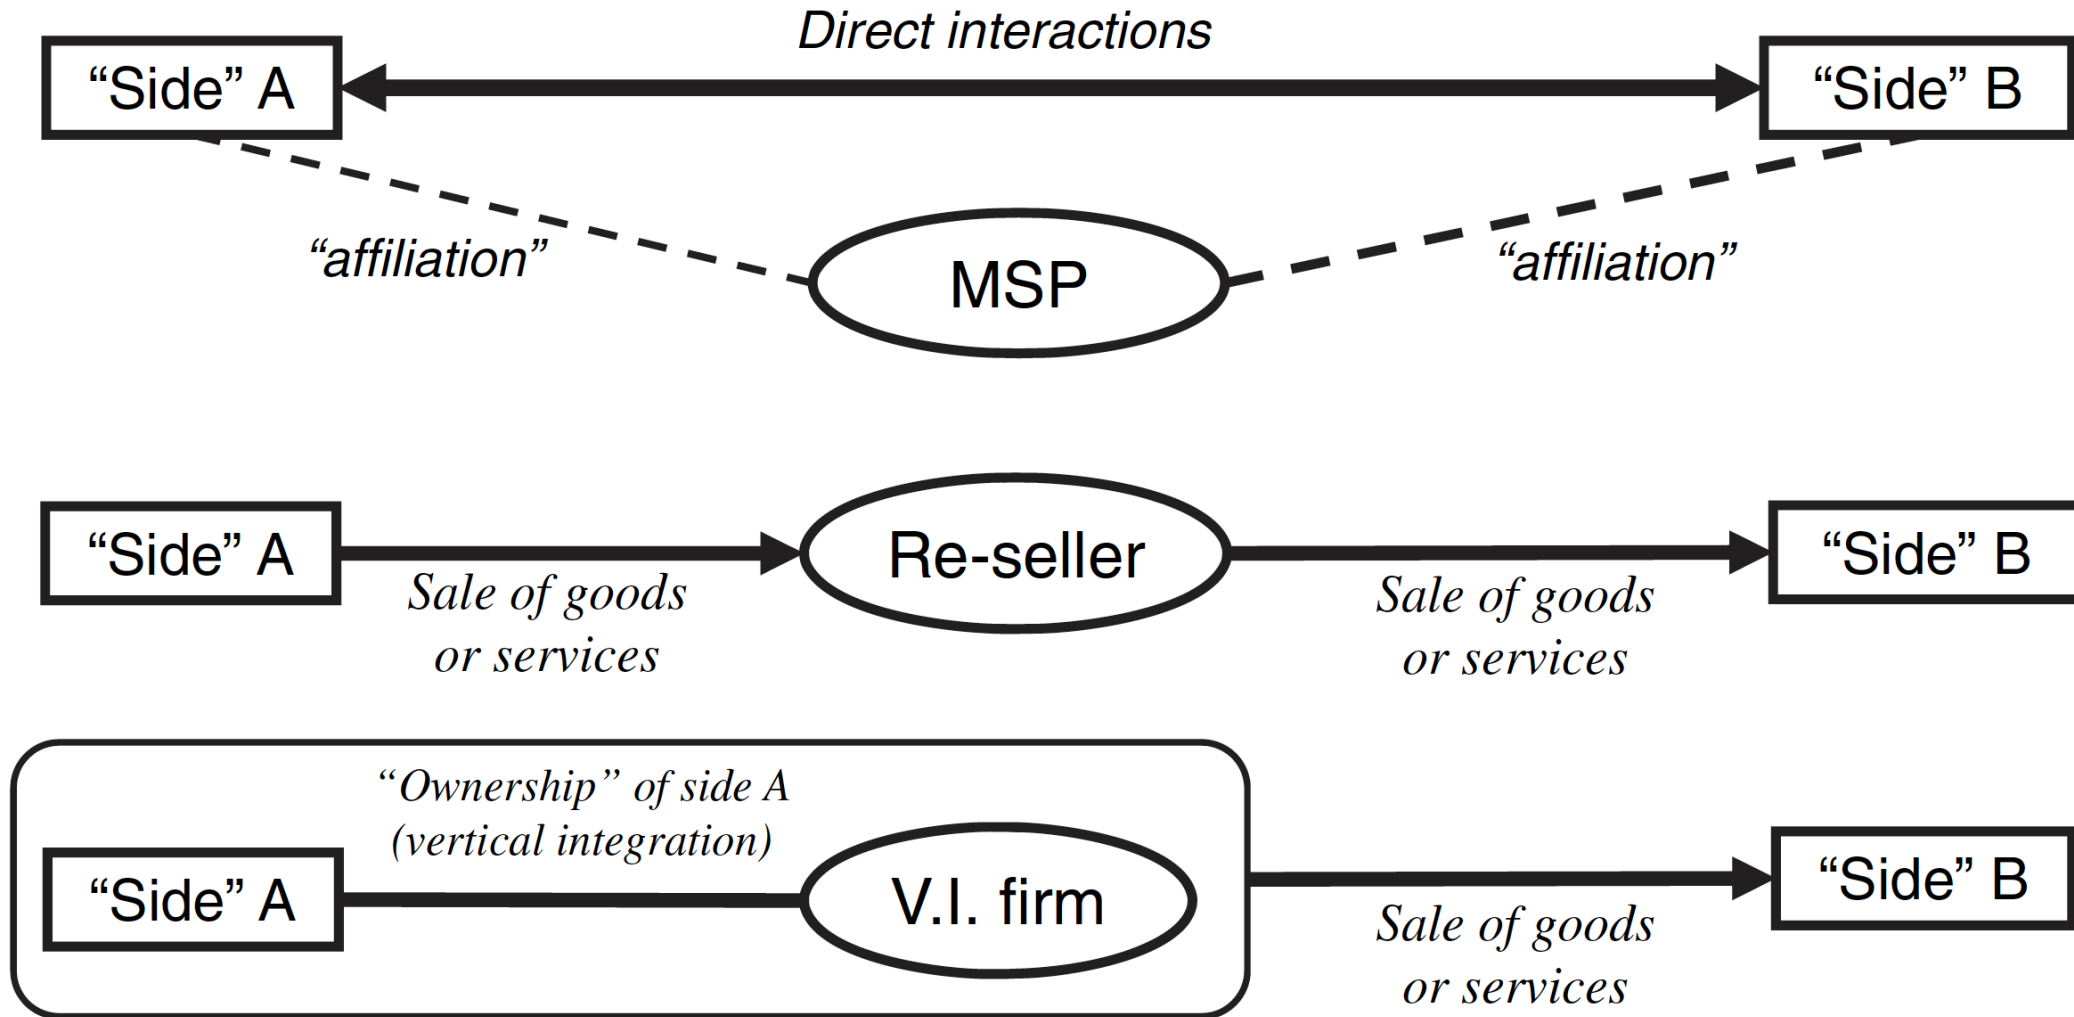 Direct interactions
“Side” A
“Side” B
“affiliation”
MSP
“affiliation”
“Side” A
Re-seller
“Side” B
Sale of goods
or services
Sale of goods
or services
“Ownership” of side A
(vertical integration)
“Side” A
V.I. firm
“Side” B
Sale of goods
or services